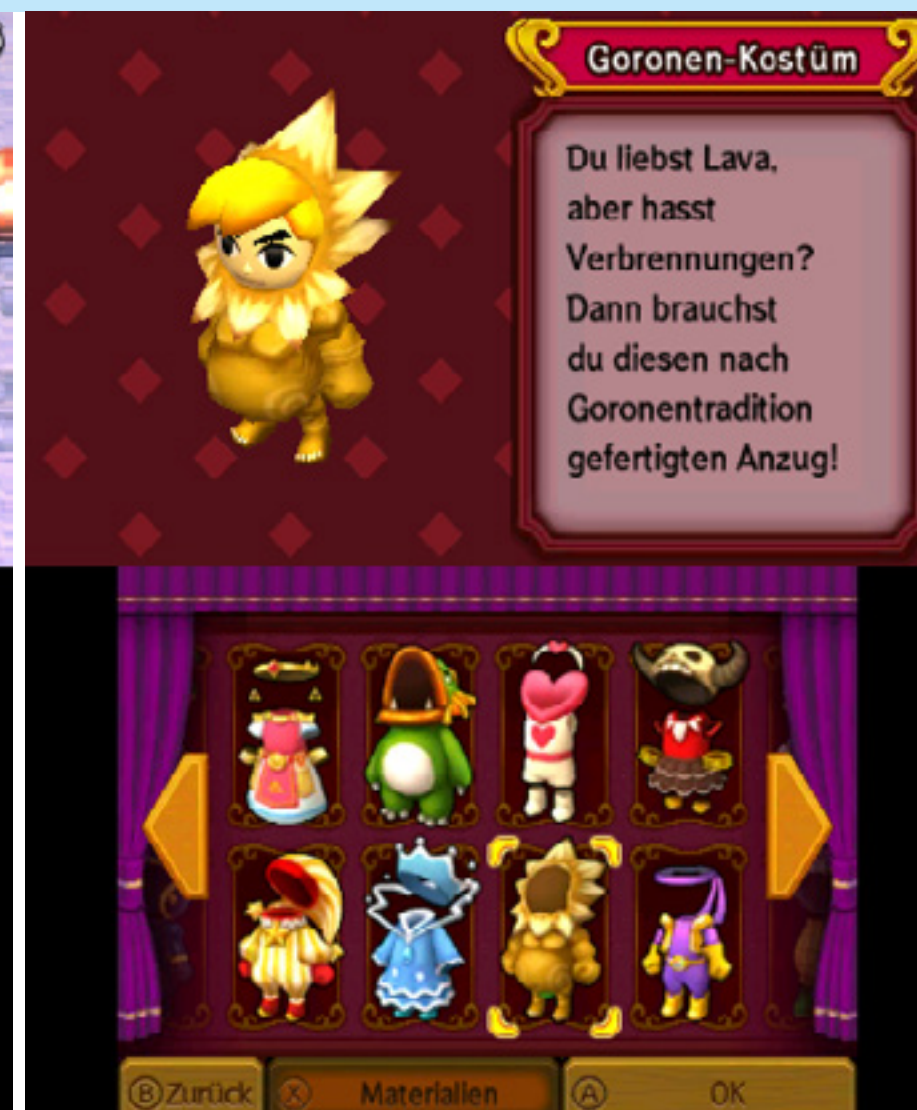 Goronen-Kostüm
Du liebst Lava,
aber hasst
Verbrennungen?
Dann brauchst
du diesen nach
Goronentradition
gefertigten Anzug!
B Zurück
X Materialien
A OK